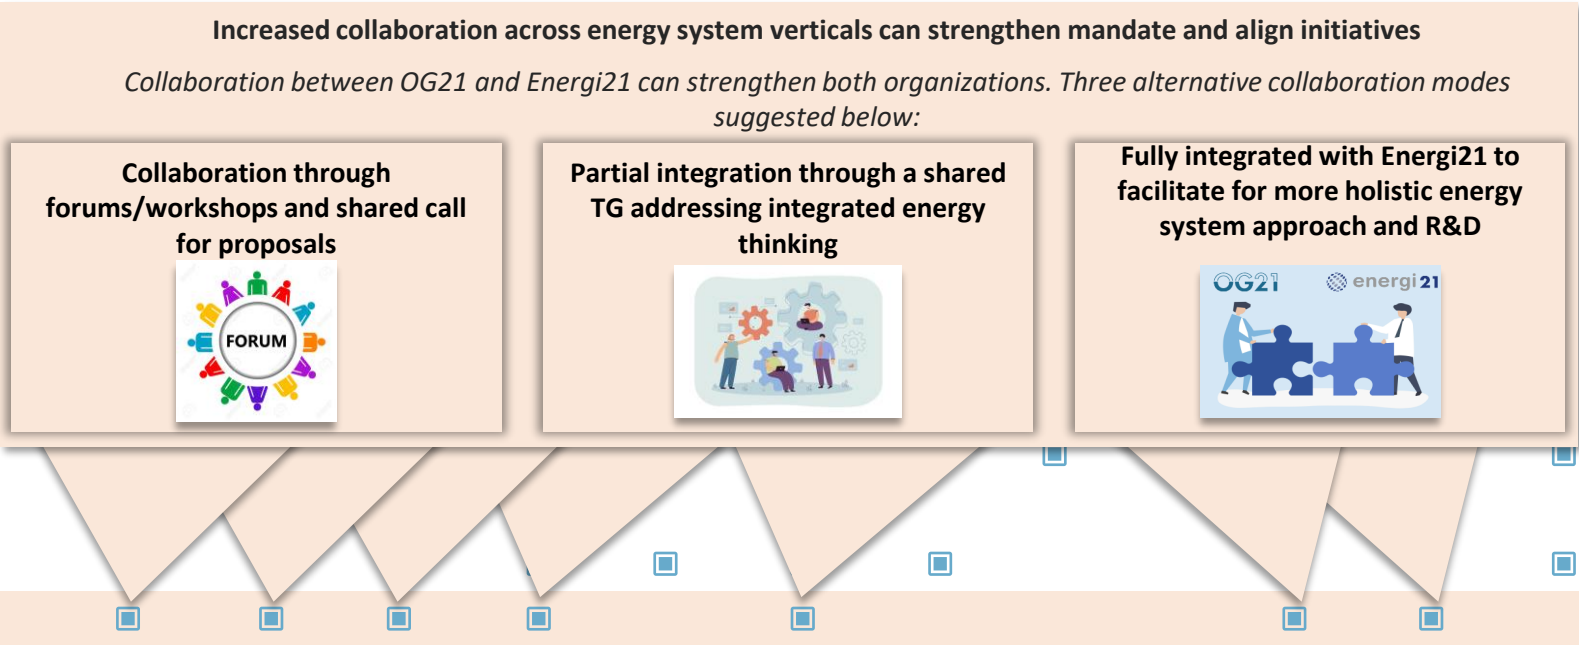 Increased collaboration across energy system verticals can strengthen mandate and align initiatives
Collaboration between OG21 and Energi21 can strengthen both organizations. Three alternative collaboration modes
suggested below:
Collaboration through
forums/workshops and shared call
for proposals
FORUM
Partial integration through a shared
TG addressing integrated energy
thinking
Fully integrated with Energi21 to
facilitate for more holistic energy
system approach and R&D
OG21
energi 21